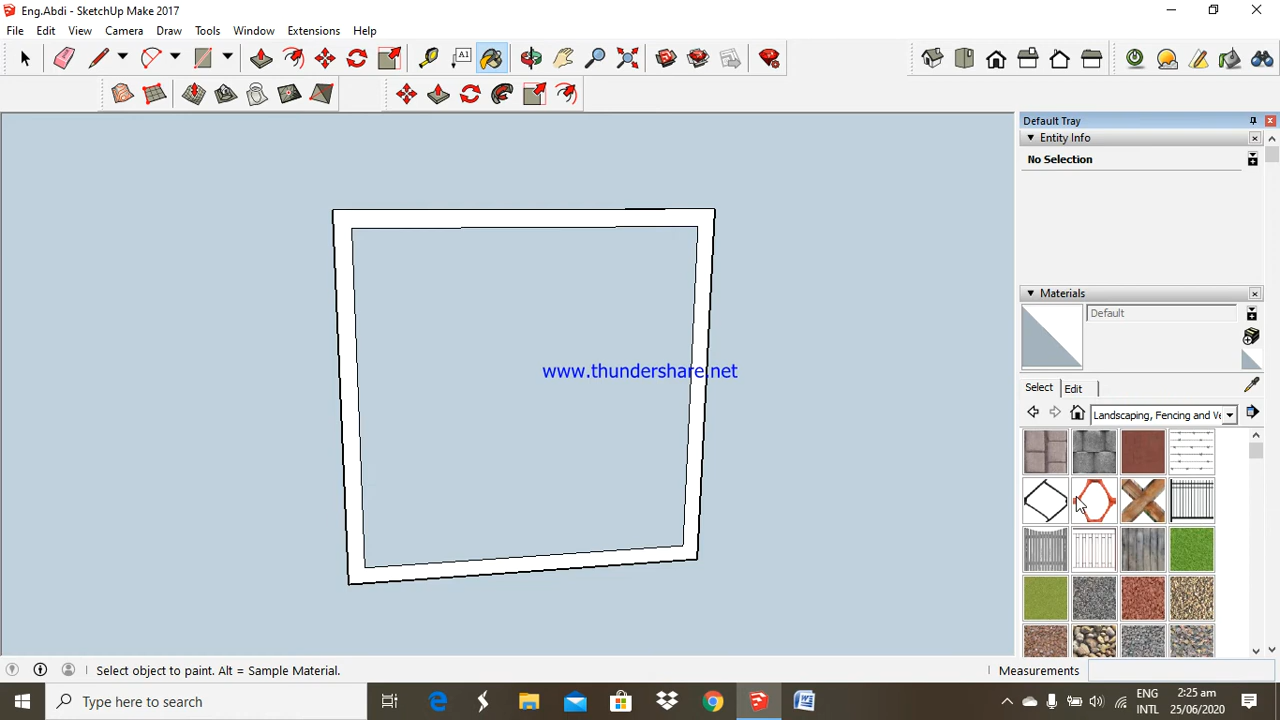 Eng.Abdi - SketchUp Make 2017
File Edit View Camera Draw Tools Window Extensions Help
A1
Default Tray
Entity Info
No Selection
Materials
Default
Select Edit
Landscaping, Fencing and Ve
www.thundershare.net
Select object to paint. Alt = Sample Material.
Measurements
Type here to search
ENG 2:25 am
INTL 25/06/2020